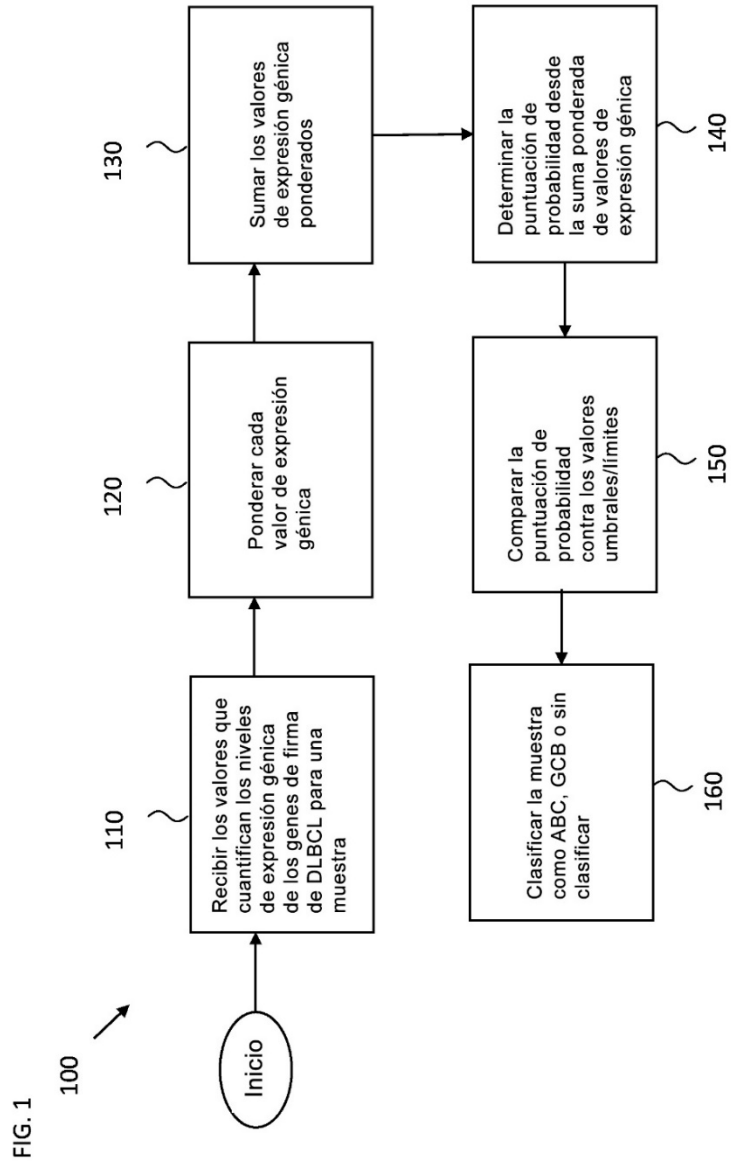 FIG. 1
100
Inicio
110
Recibir los valores que
cuantifican los niveles
de expresión génica
de los genes de firma
de DLBCL para una
muestra
120
Ponderar cada
valor de expresión
génica
130
Sumar los valores
de expresión génica
ponderados
Determinar la
puntuación de
probabilidad desde
la suma ponderada
de valores de
expresión génica
140
Comparar la
puntuación de
probabilidad
contra los valores
umbrales/límites
150
Clasificar la muestra
como ABC, GCB o sin
clasificar
160